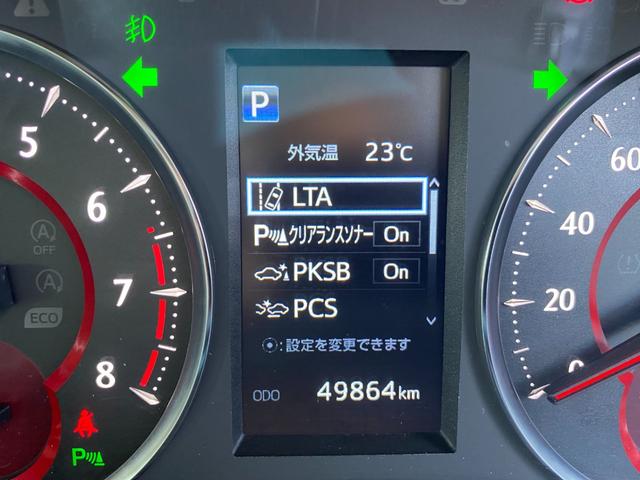 P
外気温 23℃
5
60
LTA
6
40
クリアランスソナー On
OFF
PKSB On
7
20
ECO
PCS
:設定を変更できます
8
0
ODO 49864km
P